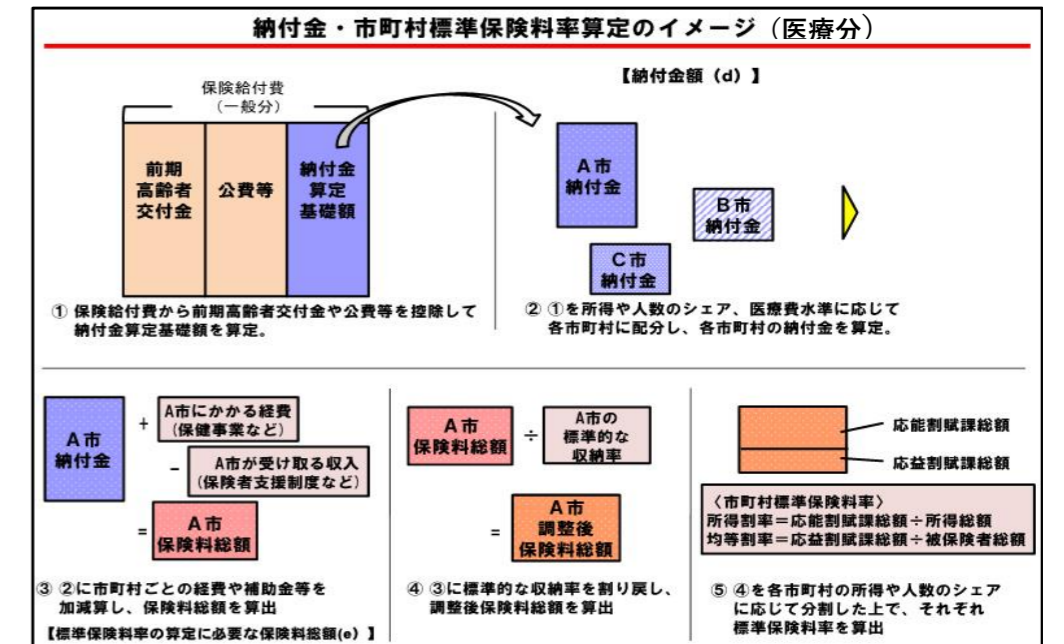 納付金・市町村標準保険料率算定のイメージ（医療分）
保険給付費
（一般分）
前期
高齢者
交付金
公費等
納付金
算定
基礎額
① 保険給付費から前期高齢者交付金や公費等を控除して
納付金算定基礎額を算定。
【納付金額（d）】
A市
納付金
B市
納付金
C市
納付金
② ①を所得や人数のシェア、医療費水準に応じて
各市町村に配分し、各市町村の納付金を算定。
A市
納付金
+
A市にかかる経費
（保健事業など）
−
A市が受け取る収入
（保険者支援制度など）
=
A市
保険料総額
③ ②に市町村ごとの経費や補助金等を
加減算し、保険料総額を算出
【標準保険料率の算定に必要な保険料総額(e) 】
A市
保険料総額
÷
A市の
標準的な
収納率
=
A市
調整後
保険料総額
④ ③に標準的な収納率を割り戻し、
調整後保険料総額を算出
応能割賦課総額
応益割賦課総額
〈市町村標準保険料率〉
所得割率＝応能割賦課総額÷所得総額
均等割率＝応益割賦課総額÷被保険者総額
⑤ ④を各市町村の所得や人数のシェア
に応じて分割した上で、それぞれ
標準保険料率を算出